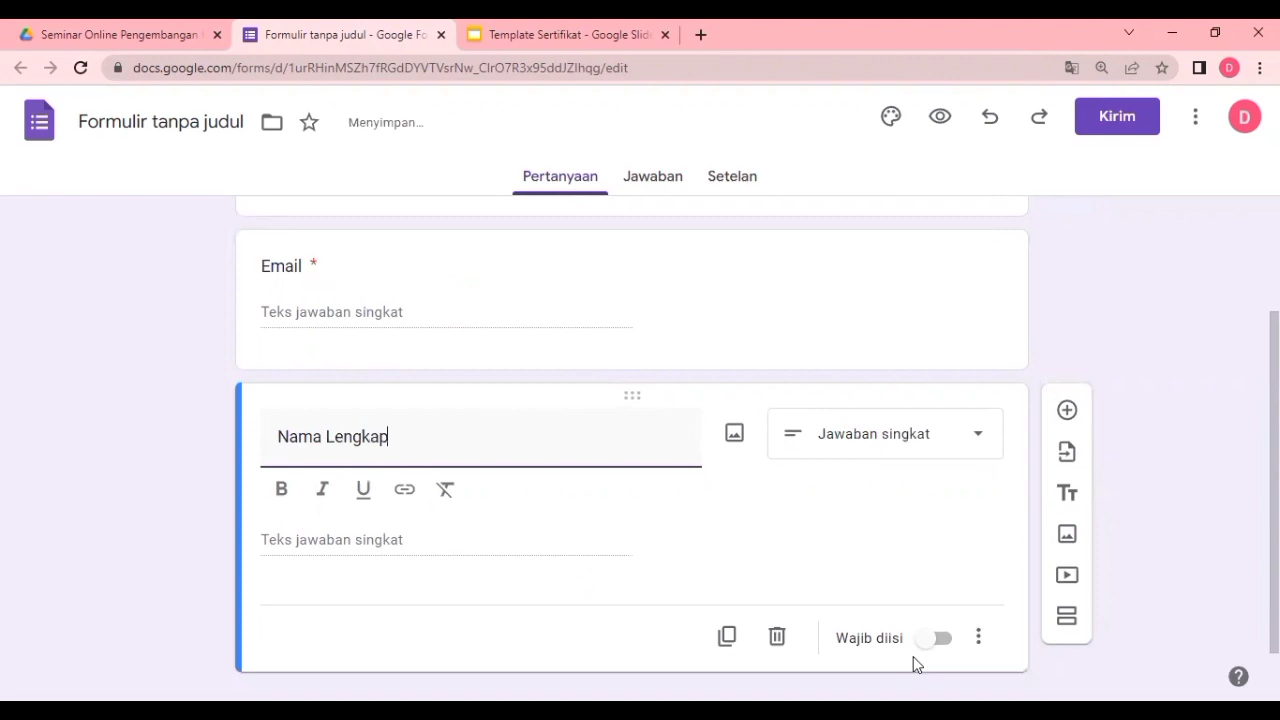 Seminar Online Pengembangan
Formulir tanpa judul - Google Fo
Template Sertifikat - Google Slid
docs.google.com/forms/d/1urRHinMSZh7fRGdDYVTVsrNw_CIrO7R3x95ddJZIhqg/edit
D
Formulir tanpa judul
Menyimpan...
Kirim
D
Pertanyaan
Jawaban
Setelan
Email *
Teks jawaban singkat
Nama Lengkap
Jawaban singkat
B I U
Tт
Teks jawaban singkat
Wajib diisi